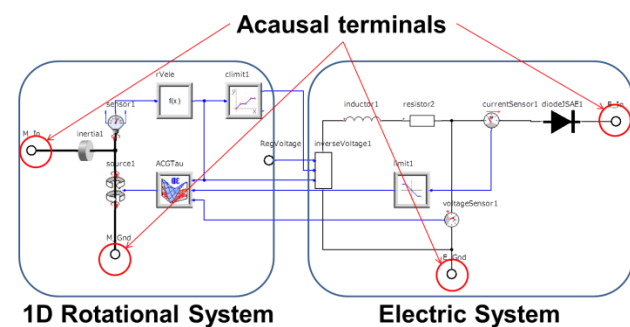 Acausal terminals
rVele
climit1
sensor1
f(x)
M_In
inertia1
inductor1
resistor2
currentSensor1
diodeJSAE1
E_In
RegVoltage
inverseVoltage1
source1
ACGTau
limit1
voltageSensor1
M_Gnd
E_Gnd
1D Rotational System
Electric System